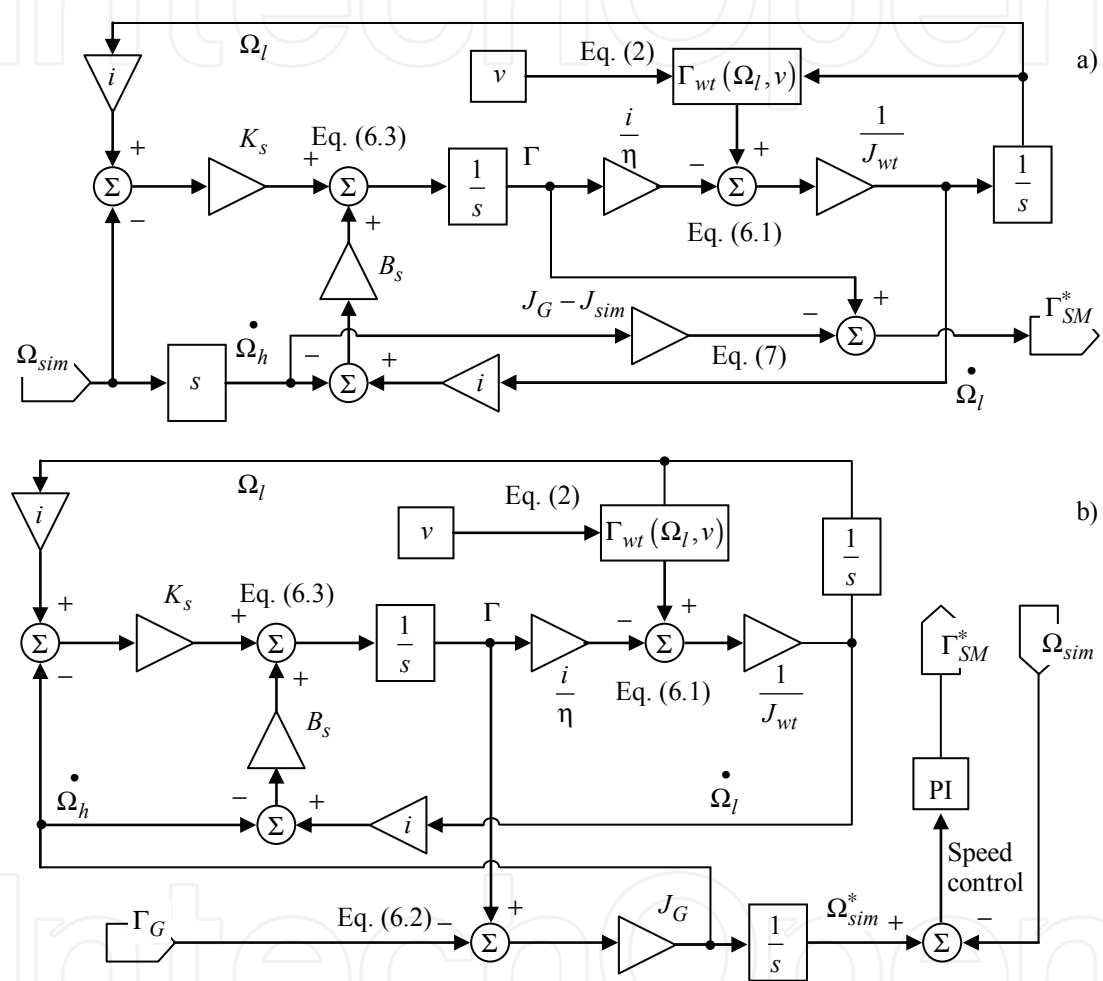 IntechOpen
Ω_l
i
v
Eq. (2)
Γ_wt (Ω_l, v)
a)
+
K_s
Eq. (6.3)
+
Γ
i/η
−
+
1/J_wt
Σ
Σ
1/s
Σ
1/s
−
+
Eq. (6.1)
B_s
J_G − J_sim
−
+
Γ*_SM
Ω_sim
s
Ω̇_h
−
Σ
+
i
Eq. (7)
Σ
Ω̇_l
Ω_l
i
v
Eq. (2)
Γ_wt (Ω_l, v)
1/s
b)
+
K_s
+
Eq. (6.3)
Γ
−
+
Σ
Σ
1/s
i/η
Σ
Eq. (6.1)
1/J_wt
Γ*_SM
Ω_sim
−
+
B_s
Ω̇_h
−
Σ
+
i
Ω̇_l
PI
Speed
control
Γ_G
Eq. (6.2)
−
+
Σ
J_G
1/s
Ω*_sim
+
Σ
−
IntechOpen